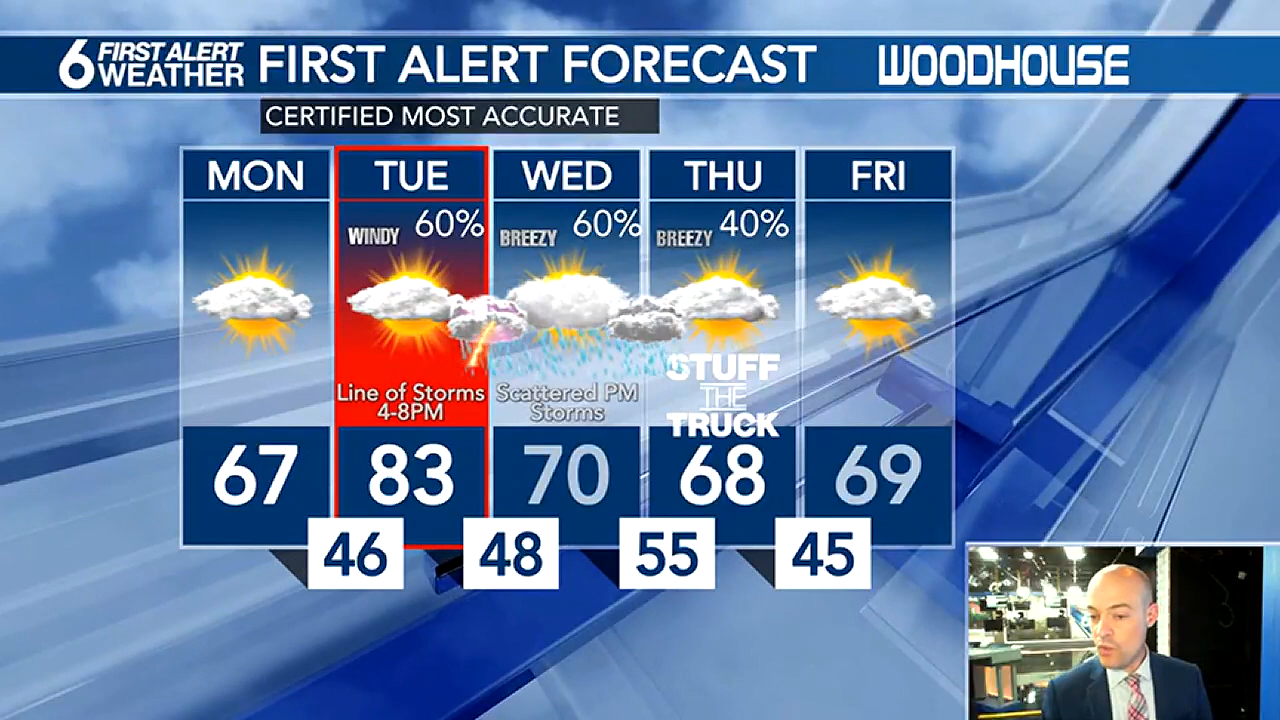 6 FIRST ALERT WEATHER
FIRST ALERT FORECAST
WOODHOUSE
CERTIFIED MOST ACCURATE
MON TUE WED THU FRI
WINDY 60% BREEZY 60% BREEZY 40%
Line of Storms
4-8PM
Scattered PM
Storms
STUFF
THE
TRUCK
67 83 70 68 69
46 48 55 45